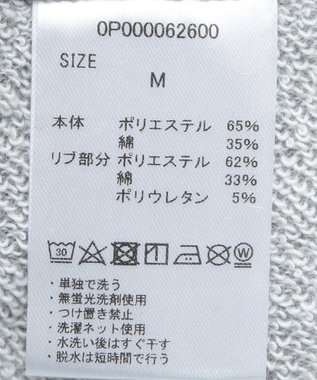 0P000062600
SIZE
M
本体 ポリエステル 65%
綿 35%
リブ部分 ポリエステル 62%
綿 33%
ポリウレタン 5%
30 W
・単独で洗う
・無蛍光洗剤使用
・つけ置き禁止
・洗濯ネット使用
・水洗い後はすぐ干す
・脱水は短時間で行う